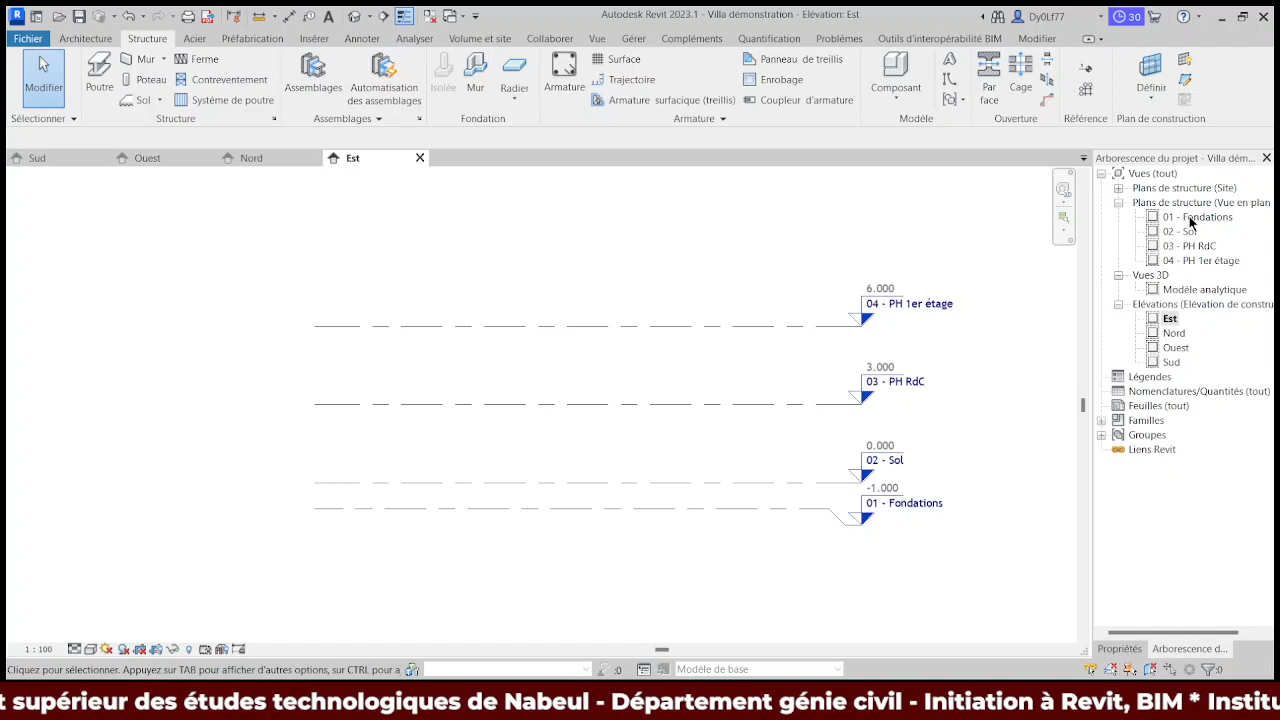 Autodesk Revit 2023.1 - Villa démonstration - Elévation: Est
Dy0Lf77
30
Fichier Architecture Structure Acier Préfabrication Insérer Annoter Analyser Volume et site Collaborer Vue Gérer Compléments Quantification Problèmes Outils d'interopérabilité BIM Modifier
Modifier
Sélectionner
Poutre
Mur
Poteau
Sol
Ferme
Contreventement
Système de poutre
Structure
Assemblages
Automatisation
des assemblages
Assemblages
Isolée
Mur
Radier
Fondation
Armature
Surface
Trajectoire
Armature surfacique (treillis)
Panneau de treillis
Enrobage
Coupleur d'armature
Armature
Composant
Modèle
Par
face
Cage
Ouverture
Référence
Définir
Plan de construction
Sud
Ouest
Nord
Est
6.000
04 - PH 1er étage
3.000
03 - PH RdC
0.000
02 - Sol
-1.000
01 - Fondations
2D
Arborescence du projet - Villa dém...
Vues (tout)
Plans de structure (Site)
Plans de structure (Vue en plan
01 - Fondations
02 - Sol
03 - PH RdC
04 - PH 1er étage
Vues 3D
Modèle analytique
Elévations (Elévation de constru
Est
Nord
Ouest
Sud
Légendes
Nomenclatures/Quantités (tout)
Feuilles (tout)
Familles
Groupes
Liens Revit
Propriétés
Arborescence d...
1 : 100
Cliquez pour sélectionner. Appuyez sur TAB pour afficher d'autres options, sur CTRL pour a
:0
Modèle de base
:0
t supérieur des études technologiques de Nabeul - Département génie civil - Initiation à Revit, BIM * Institu